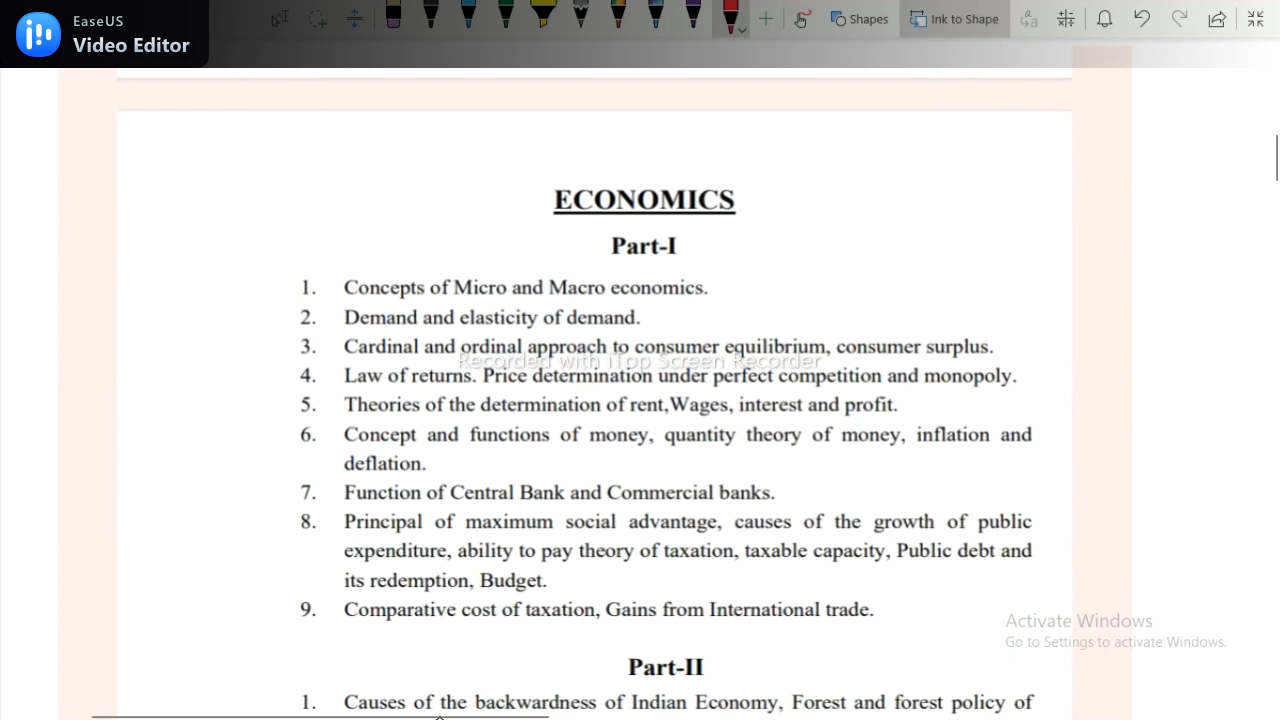 EaseUS
Video Editor
Shapes
Ink to Shape
ECONOMICS
Part-I
1. Concepts of Micro and Macro economics.
2. Demand and elasticity of demand.
3. Cardinal and ordinal approach to consumer equilibrium, consumer surplus.
Recorded with iTop Screen Recorder
4. Law of returns. Price determination under perfect competition and monopoly.
5. Theories of the determination of rent,Wages, interest and profit.
6. Concept and functions of money, quantity theory of money, inflation and
deflation.
7. Function of Central Bank and Commercial banks.
8. Principal of maximum social advantage, causes of the growth of public
expenditure, ability to pay theory of taxation, taxable capacity, Public debt and
its redemption, Budget.
9. Comparative cost of taxation, Gains from International trade.
Activate Windows
Go to Settings to activate Windows.
Part-II
1. Causes of the backwardness of Indian Economy, Forest and forest policy of